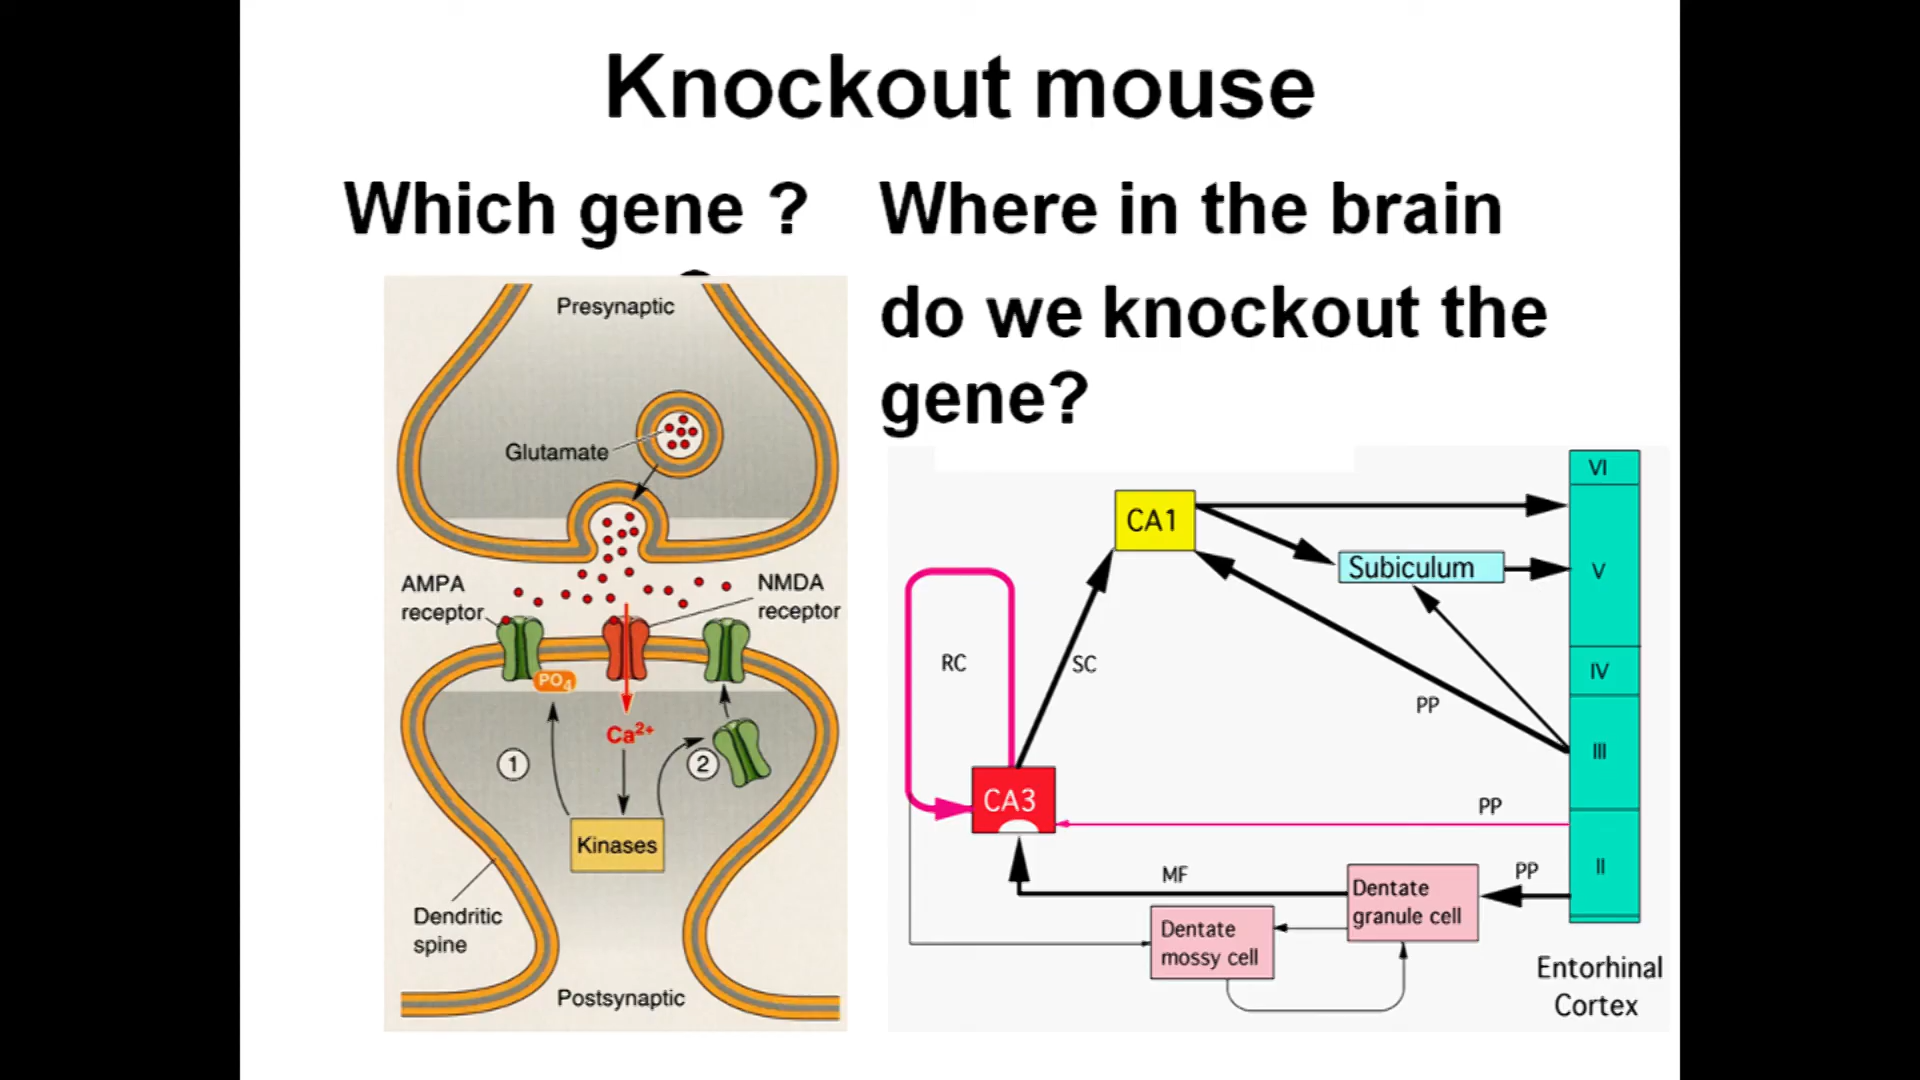 Knockout mouse
Which gene ?
Where in the brain
do we knockout the
gene?
Presynaptic
Glutamate
AMPA
receptor
NMDA
receptor
PO4
Ca2+
1
2
Kinases
Dendritic
spine
Postsynaptic
CA1
Subiculum
RC
SC
PP
CA3
PP
MF
PP
Dentate
granule cell
Dentate
mossy cell
VI
V
IV
III
II
Entorhinal
Cortex